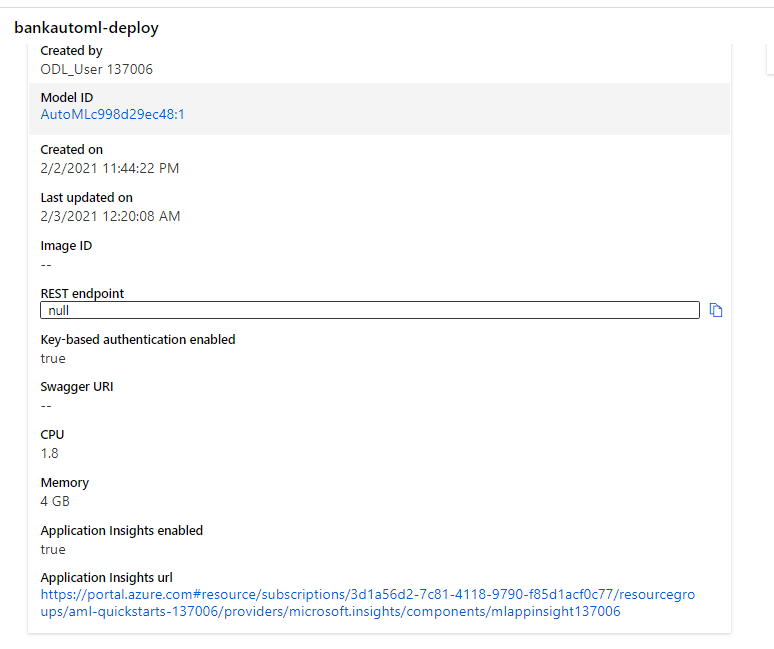 bankautoml-deploy
Created by
ODL_User 137006
Model ID
AutoMLc998d29ec48:1
Created on
2/2/2021 11:44:22 PM
Last updated on
2/3/2021 12:20:08 AM
Image ID
--
REST endpoint
null
Key-based authentication enabled
true
Swagger URI
--
CPU
1.8
Memory
4 GB
Application Insights enabled
true
Application Insights url
https://portal.azure.com#resource/subscriptions/3d1a56d2-7c81-4118-9790-f85d1acf0c77/resourcegro
ups/aml-quickstarts-137006/providers/microsoft.insights/components/mlappinsight137006